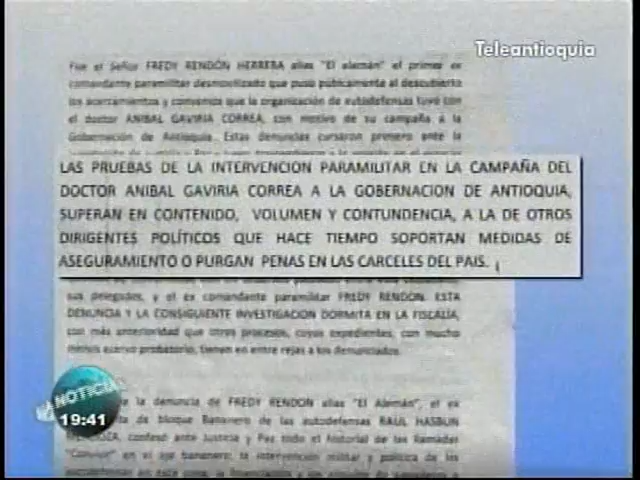 Teleantioquia
Fue el Señor FREDY RENDÓN HERRERA alias "El alemán" el primer ex
comandante paramilitar desmovilizado que puso públicamente al descubierto
los acercamientos y convenios que la organización de autodefensas tuvo con
el doctor ANIBAL GAVIRIA CORREA, con motivo de su campaña a la
Gobernación de Antioquia. Estas denuncias cursaron primero ante la
LAS PRUEBAS DE LA INTERVENCION PARAMILITAR EN LA CAMPAÑA DEL
DOCTOR ANIBAL GAVIRIA CORREA A LA GOBERNACION DE ANTIOQUIA,
SUPERAN EN CONTENIDO, VOLUMEN Y CONTUNDENCIA, A LA DE OTROS
DIRIGENTES POLÍTICOS QUE HACE TIEMPO SOPORTAN MEDIDAS DE
ASEGURAMIENTO O PURGAN PENAS EN LAS CARCELES DEL PAIS.
sus delegados, y el ex comandante paramilitar FREDY RENDON. ESTA
DENUNCIA Y LA CONSIGUIENTE INVESTIGACION DORMITA EN LA FISCALÍA,
con más anterioridad que otros procesos, cuyos expedientes, con mucho
menos acervo probatorio, tienen en entre rejas a los denunciados.
la denuncia de FREDY RENDON alias "El Alemán", el ex
de bloque Bananero de las autodefensas RAUL HASBUN
confesó ante Justicia y Paz todo el historial de las llamadas
"Convivir" en el eje bananero; la intervención militar y política de las
NOTICIAS
19:41